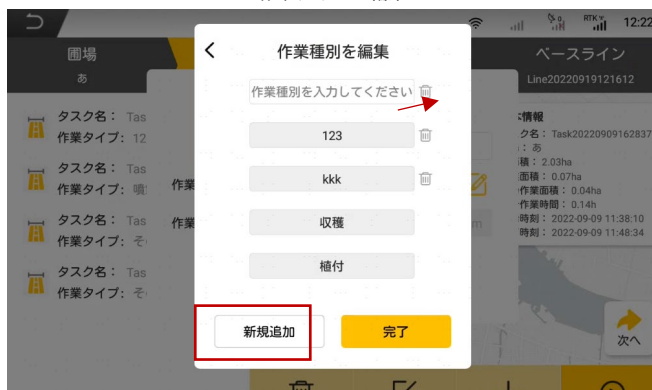 RTK
12:22
圃場
あ
ベースライン
Line20220919121612
作業種別を編集
作業種別を入力してください
123
kkk
収穫
植付
新規追加
完了
タスク名： Tas
作業タイプ: 12
タスク名： Tas
作業タイプ: 噴
タスク名： Tas
作業タイプ: そ
タスク名： Tas
作業タイプ: そ
作業
作業
m
情報
ク名： Task20220909162837
： あ
積： 2.03ha
面積： 0.07ha
作業面積： 0.04ha
作業時間： 0.14h
時刻： 2022-09-09 11:38:10
時刻： 2022-09-09 11:48:34
次へ